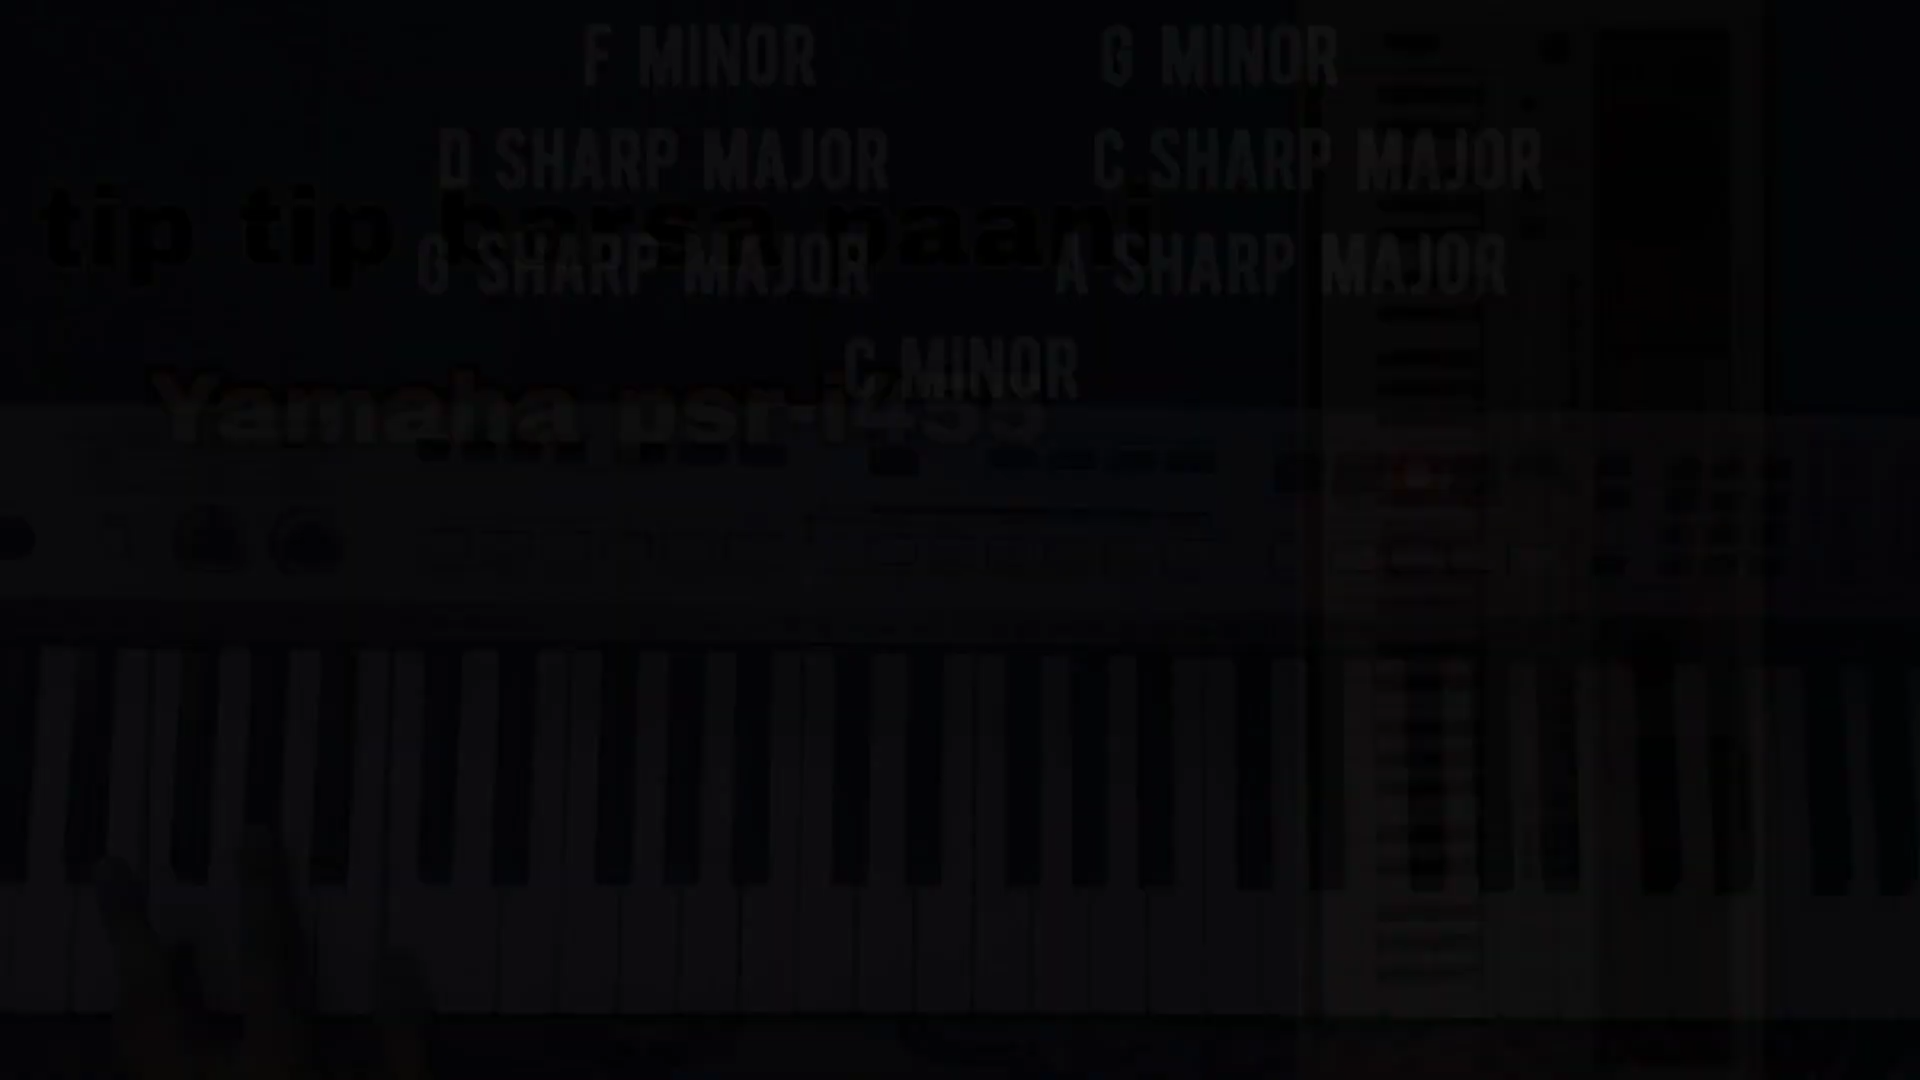 F MINOR G MINOR
D SHARP MAJOR C SHARP MAJOR
tip tip barsa paani
G SHARP MAJOR A SHARP MAJOR
C MINOR
Yamaha psr-i455